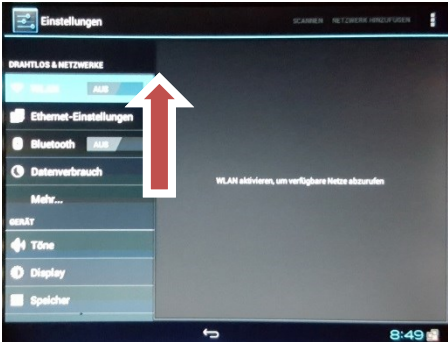 Einstellungen
SCANNEN NETZWERK HINZUFÜGEN
DRAHTLOS & NETZWERKE
WLAN AUS
Ethernet-Einstellungen
Bluetooth AUS
Datenverbrauch
Mehr...
GERÄT
Töne
Display
Speicher
WLAN aktivieren, um verfügbare Netze abzurufen
8:49